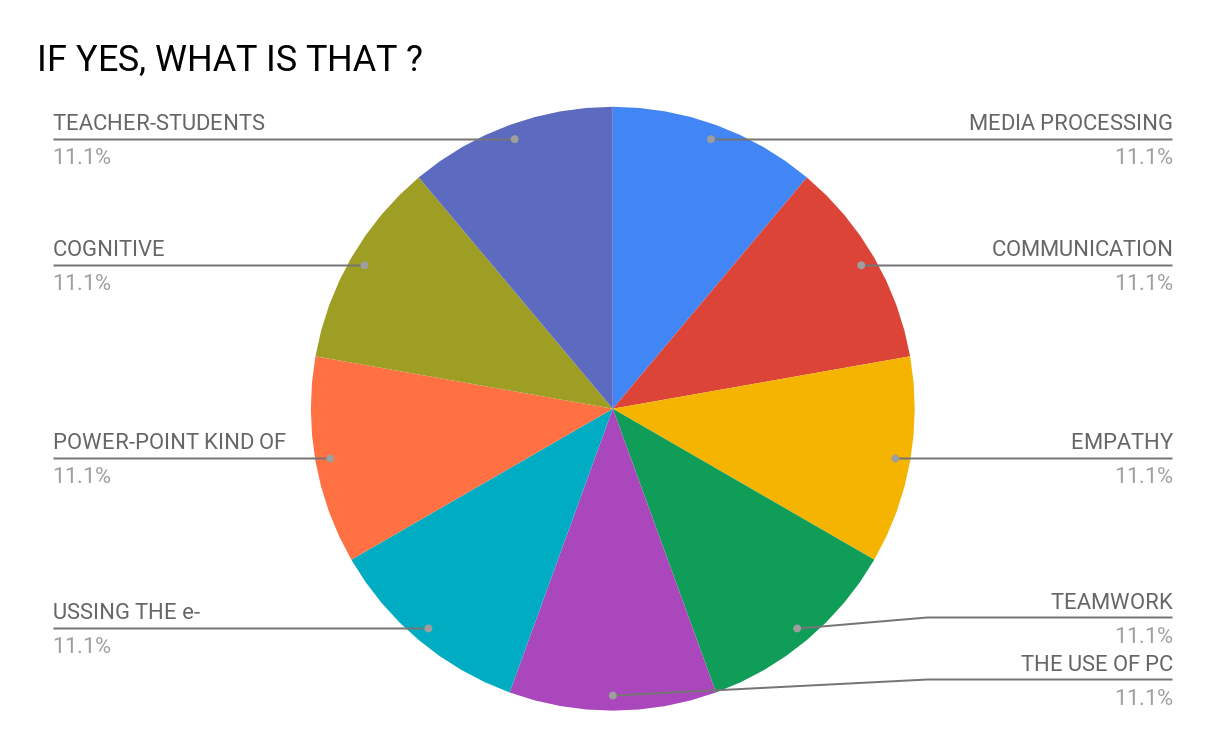 IF YES, WHAT IS THAT ?
TEACHER-STUDENTS
11.1%
COGNITIVE
11.1%
POWER-POINT KIND OF
11.1%
USSING THE e-
11.1%
MEDIA PROCESSING
11.1%
COMMUNICATION
11.1%
EMPATHY
11.1%
TEAMWORK
11.1%
THE USE OF PC
11.1%